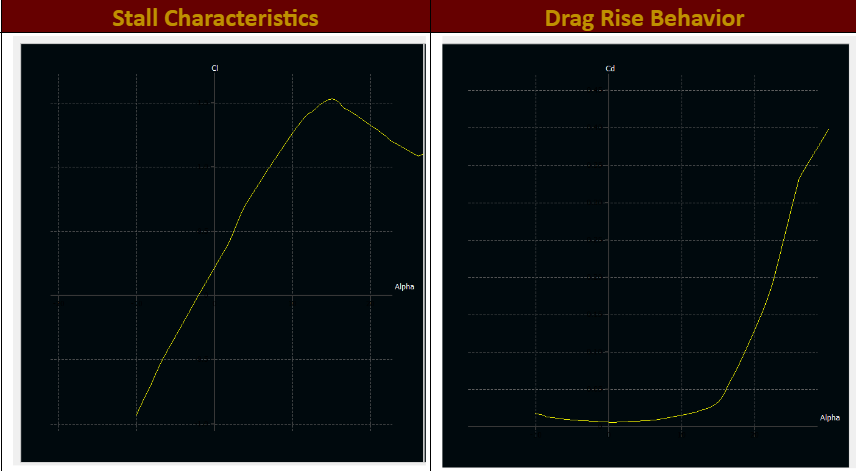 Stall Characteristics
Drag Rise Behavior
Cl
Alpha
Cd
Alpha